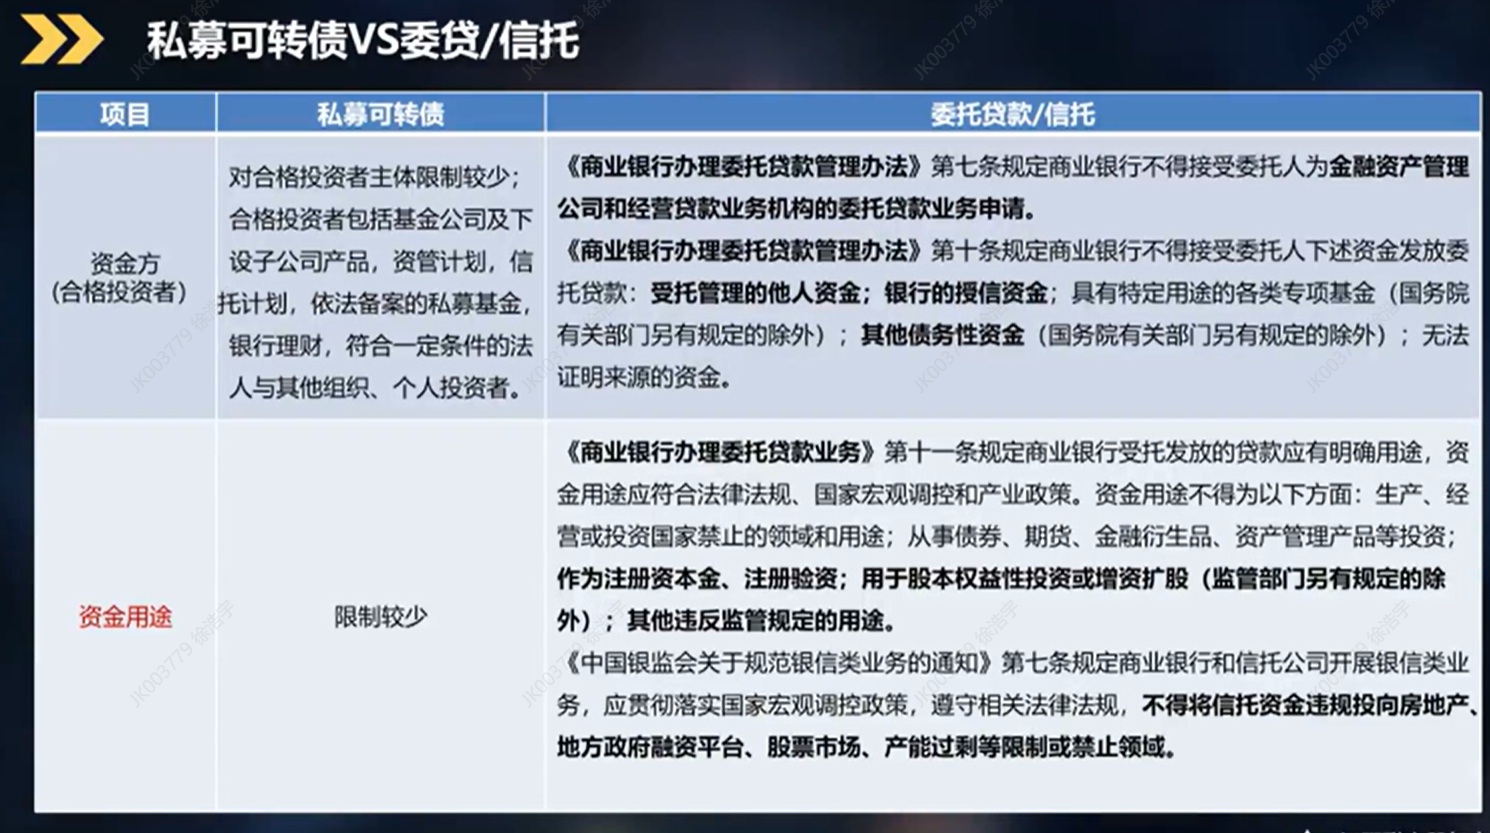 私募可转债VS委贷/信托
项目
私募可转债
委托贷款/信托
资金方
(合格投资者)
对合格投资者主体限制较少；
合格投资者包括基金公司及下
设子公司产品，资管计划，信
托计划，依法备案的私募基金，
银行理财，符合一定条件的法
人与其他组织、个人投资者。
《商业银行办理委托贷款管理办法》第七条规定商业银行不得接受委托人为金融资产管理
公司和经营贷款业务机构的委托贷款业务申请。
《商业银行办理委托贷款管理办法》第十条规定商业银行不得接受委托人下述资金发放委
托贷款：受托管理的他人资金；银行的授信资金；具有特定用途的各类专项基金（国务院
有关部门另有规定的除外）；其他债务性资金（国务院有关部门另有规定的除外）；无法
证明来源的资金。
资金用途
限制较少
《商业银行办理委托贷款业务》第十一条规定商业银行受托发放的贷款应有明确用途，资
金用途应符合法律法规、国家宏观调控和产业政策。资金用途不得为以下方面：生产、经
营或投资国家禁止的领域和用途；从事债券、期货、金融衍生品、资产管理产品等投资；
作为注册资本金、注册验资；用于股本权益性投资或增资扩股（监管部门另有规定的除
外）；其他违反监管规定的用途。
《中国银监会关于规范银信类业务的通知》第七条规定商业银行和信托公司开展银信类业
务，应贯彻落实国家宏观调控政策，遵守相关法律法规，不得将信托资金违规投向房地产、
地方政府融资平台、股票市场、产能过剩等限制或禁止领域。
JK003779 徐浩宇